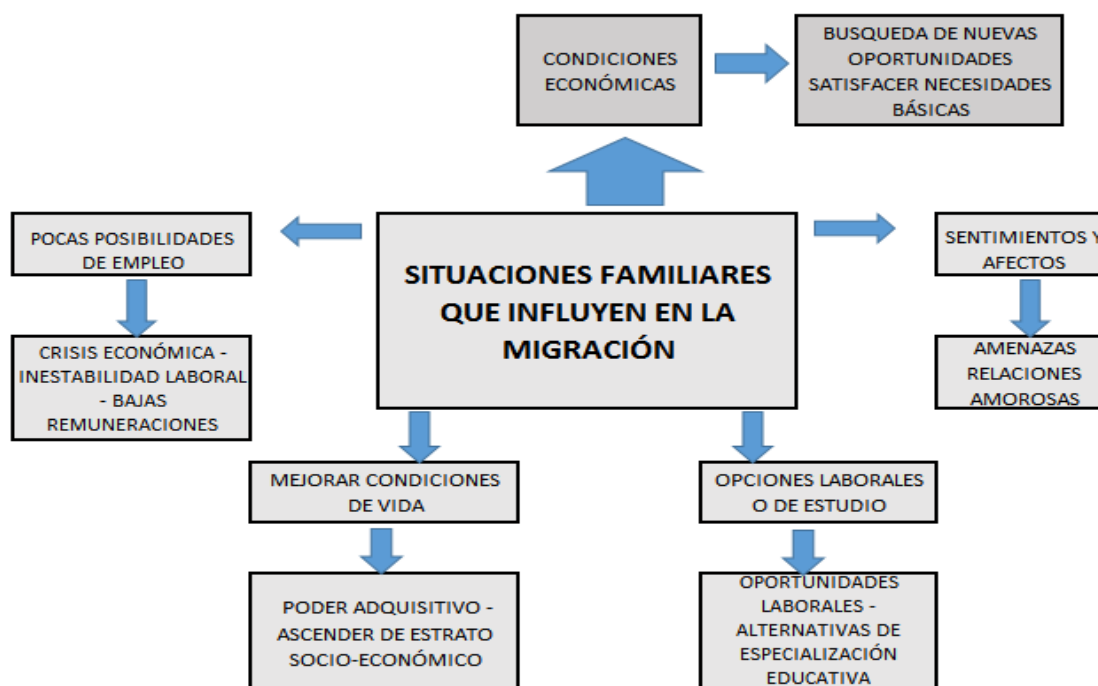 CONDICIONES
ECONÓMICAS
BUSQUEDA DE NUEVAS
OPORTUNIDADES
SATISFACER NECESIDADES
BÁSICAS
POCAS POSIBILIDADES
DE EMPLEO
SITUACIONES FAMILIARES
QUE INFLUYEN EN LA
MIGRACIÓN
SENTIMIENTOS Y
AFECTOS
CRISIS ECONÓMICA -
INESTABILIDAD LABORAL
- BAJAS
REMUNERACIONES
AMENAZAS
RELACIONES
AMOROSAS
MEJORAR CONDICIONES
DE VIDA
OPCIONES LABORALES
O DE ESTUDIO
PODER ADQUISITIVO -
ASCENDER DE ESTRATO
SOCIO-ECONÓMICO
OPORTUNIDADES
LABORALES -
ALTERNATIVAS DE
ESPECIALIZACIÓN
EDUCATIVA